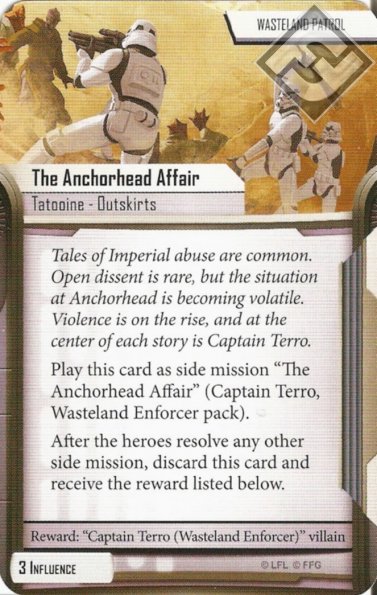 WASTELAND PATROL
The Anchorhead Affair
Tatooine - Outskirts
Tales of Imperial abuse are common.
Open dissent is rare, but the situation
at Anchorhead is becoming volatile.
Violence is on the rise, and at the
center of each story is Captain Terro.
Play this card as side mission “The
Anchorhead Affair” (Captain Terro,
Wasteland Enforcer pack).
After the heroes resolve any other
side mission, discard this card and
receive the reward listed below.
Reward: “Captain Terro (Wasteland Enforcer)” villain
3 INFLUENCE
© LFL © FFG